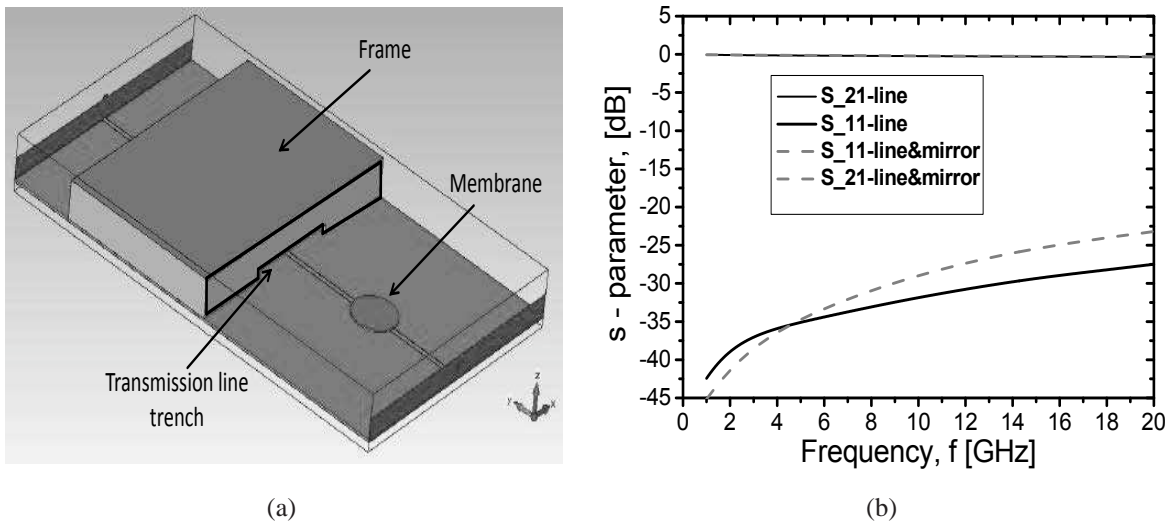 Frame
Membrane
Transmission line
trench
z
y
x
(a)
5
0
-5
-10
-15
-20
-25
-30
-35
-40
-45
s - parameter, [dB]
S_21-line
S_11-line
S_11-line&mirror
S_21-line&mirror
0 2 4 6 8 10 12 14 16 18 20
Frequency, f [GHz]
(b)